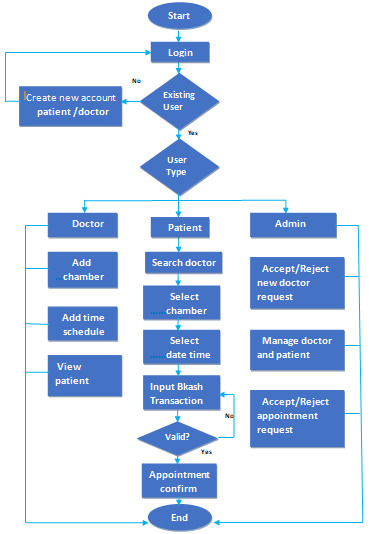 Start
Login
No
Create new account
patient /doctor
Existing
User
Yes
User
Type
Doctor
Patient
Admin
Add
chamber
Search doctor
Accept/Reject
new doctor
request
Select
chamber
Add time
schedule
Select
date time
Manage doctor
and patient
View
patient
Input Bkash
Transaction
No
Accept/Reject
appointment
request
Valid?
Yes
Appointment
confirm
End